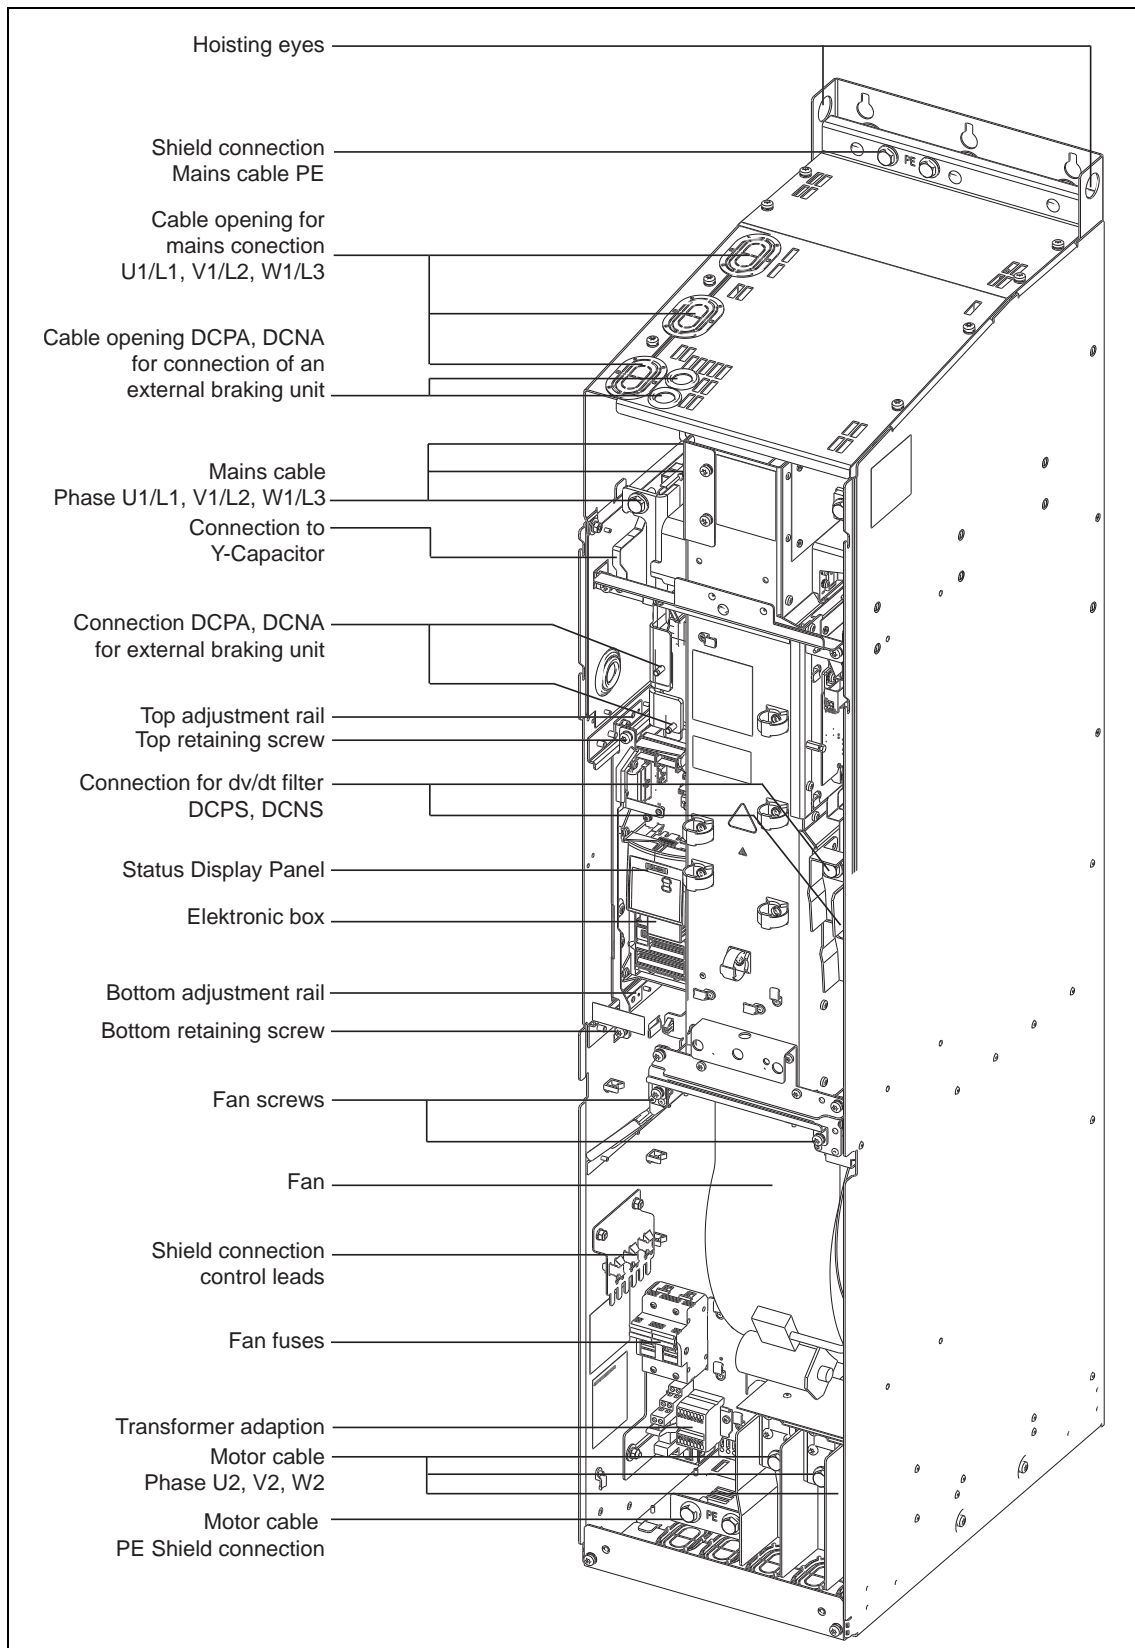 Hoisting eyes
Shield connection
Mains cable PE
Cable opening for
mains conection
U1/L1, V1/L2, W1/L3
Cable opening DCPA, DCNA
for connection of an
external braking unit
Mains cable
Phase U1/L1, V1/L2, W1/L3
Connection to
Y-Capacitor
Connection DCPA, DCNA
for external braking unit
Top adjustment rail
Top retaining screw
Connection for dv/dt filter
DCPS, DCNS
Status Display Panel
Elektronic box
Bottom adjustment rail
Bottom retaining screw
Fan screws
Fan
Shield connection
control leads
Fan fuses
Transformer adaption
Motor cable
Phase U2, V2, W2
Motor cable
PE Shield connection
PE
PE